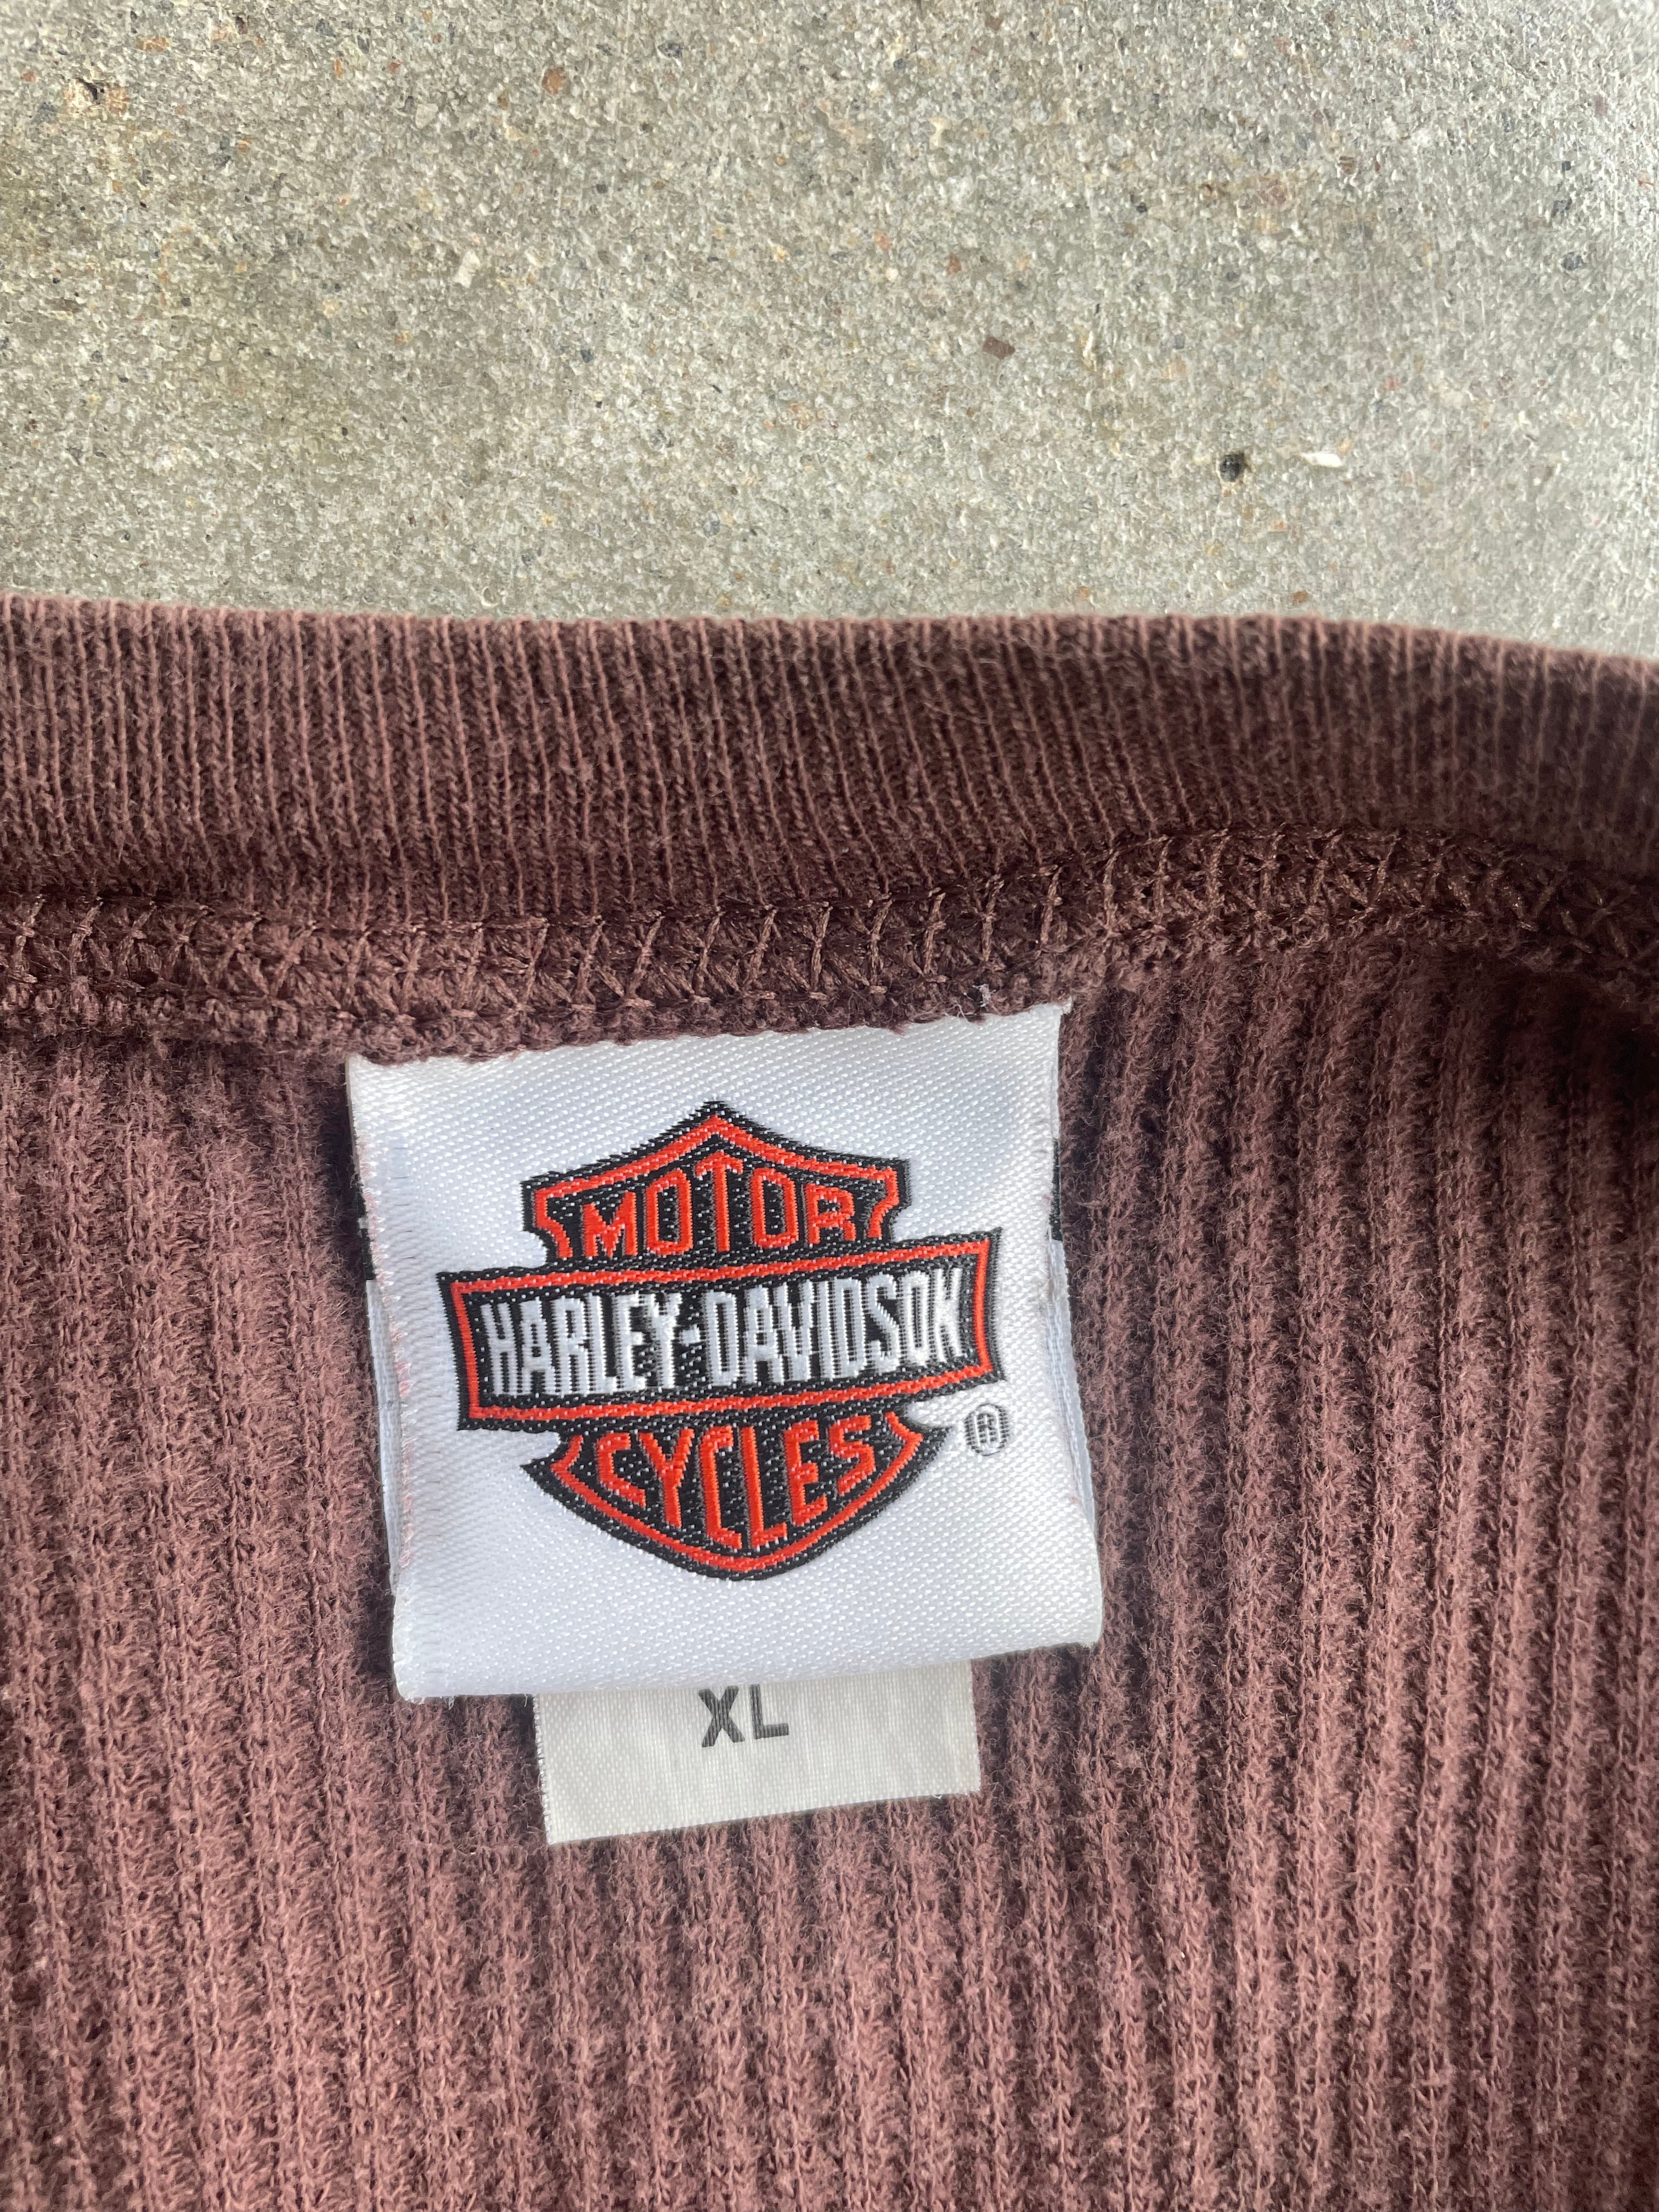 MOTOR
HARLEY-DAVIDSON
CYCLES
®
XL